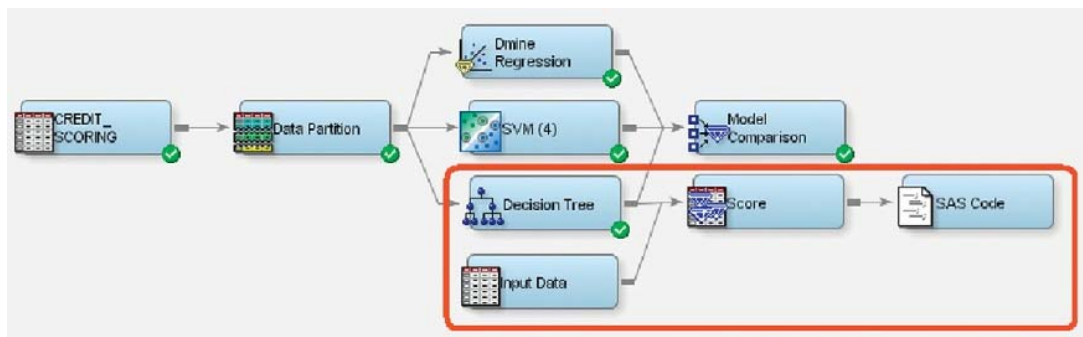 Dmine
Regression
CREDIT_
SCORING
Data Partition
SVM (4)
Model
Comparison
Decision Tree
Score
SAS Code
Input Data